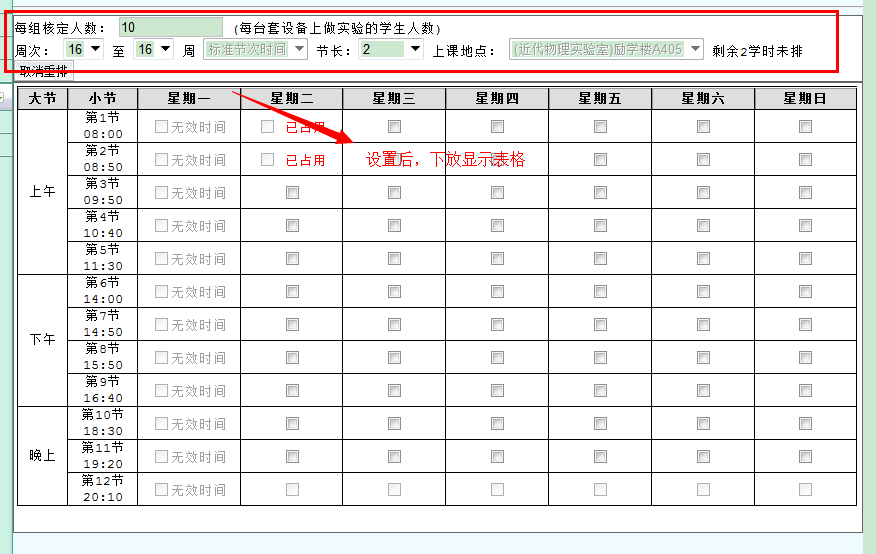 每组核定人数： 10 (每台套设备上做实验的学生人数)
周次： 16 至 16 周 标准节次时间 节长： 2 上课地点： (近代物理实验室)励学楼A405 剩余2学时未排
取消重排
大节 小节 星期一 星期二 星期三 星期四 星期五 星期六 星期日
上午
第1节
08:00 无效时间 已占用
第2节
08:50 无效时间 已占用 设置后，下放显示表格
第3节
09:50 无效时间
第4节
10:40 无效时间
第5节
11:30 无效时间
下午
第6节
14:00 无效时间
第7节
14:50 无效时间
第8节
15:50 无效时间
第9节
16:40 无效时间
晚上
第10节
18:30 无效时间
第11节
19:20 无效时间
第12节
20:10 无效时间